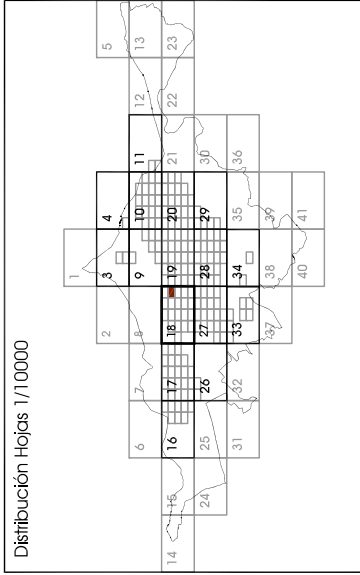 Distribución Hojas 1/10000
1
2 3 4 5
6 7 8 9 10 11 12 13
14 15 16 17 18 19 20 21 22 23
24 25 26 27 28 29 30
31 32 33 34 35 36
37 38 39
40 41